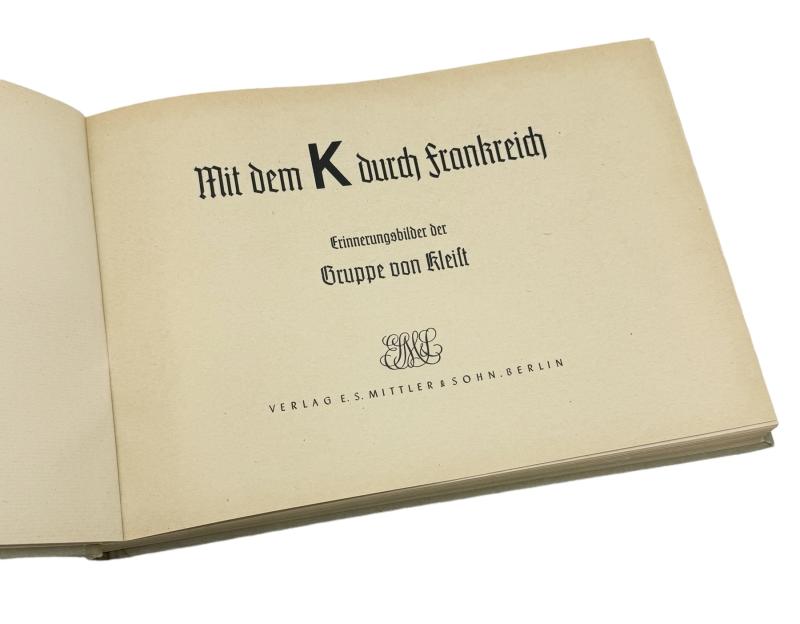 Mit dem K durch Frankreich
Erinnerungsbilder der
Gruppe von Kleist
VERLAG E. S. MITTLER & SOHN. BERLIN